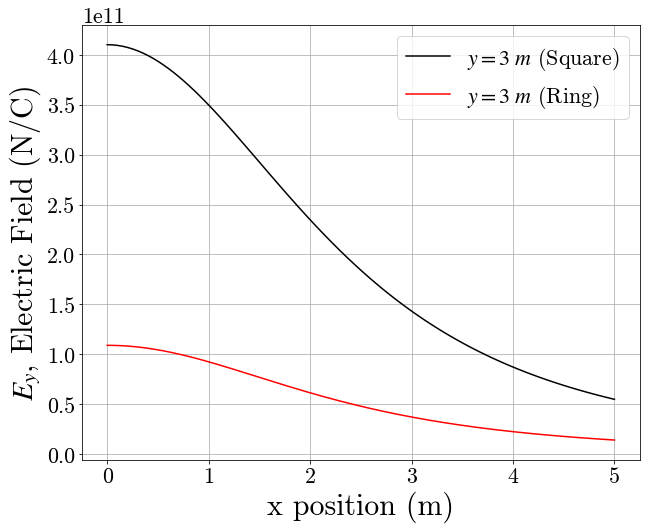 1e11
4.0
3.5
3.0
2.5
2.0
1.5
1.0
0.5
0.0
E_y, Electric Field (N/C)
y = 3 m (Square)
y = 3 m (Ring)
0 1 2 3 4 5
x position (m)